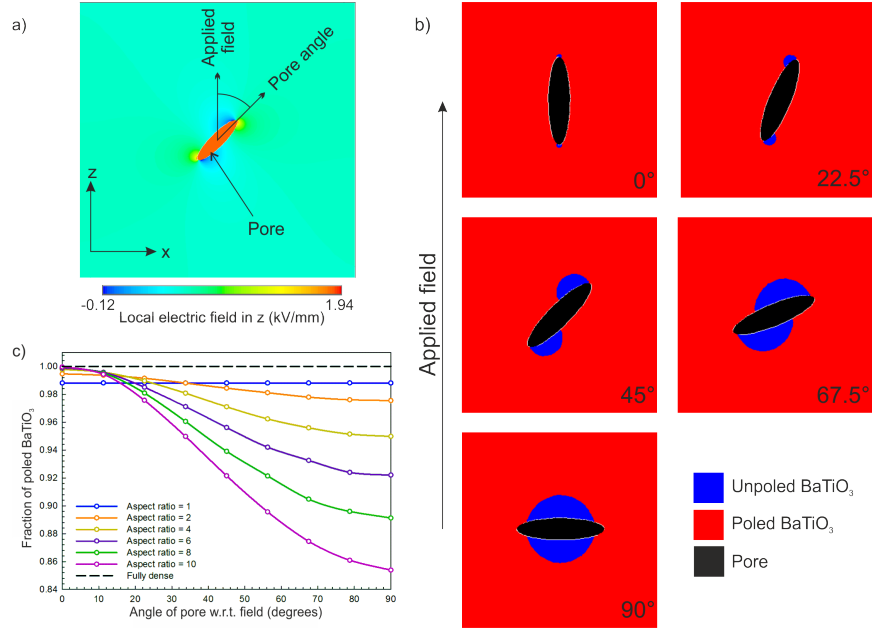 a)
Applied
field
Pore angle
z
x
Pore
-0.12
1.94
Local electric field in z (kV/mm)
b)
Applied field
0°
22.5°
45°
67.5°
90°
Unpoled BaTiO₃
Poled BaTiO₃
Pore
c)
Fraction of poled BaTiO₃
1.00
0.98
0.96
0.94
0.92
0.90
0.88
0.86
0.84
Aspect ratio = 1
Aspect ratio = 2
Aspect ratio = 4
Aspect ratio = 6
Aspect ratio = 8
Aspect ratio = 10
Fully dense
0 10 20 30 40 50 60 70 80 90
Angle of pore w.r.t. field (degrees)